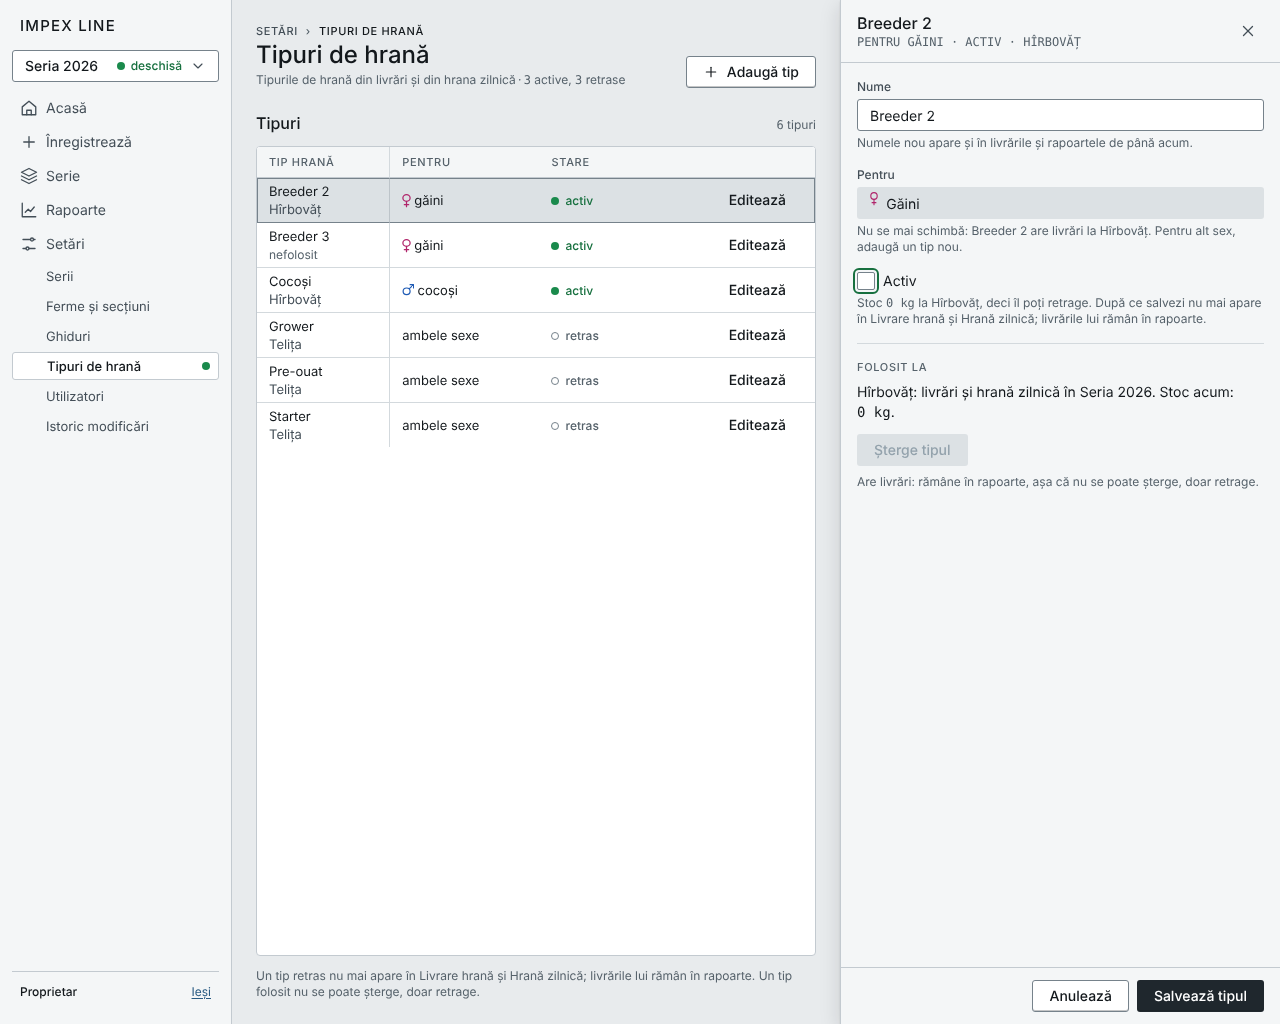 IMPEX LINE
Seria 2026
deschisă
Acasă
Înregistrează
Serie
Rapoarte
Setări
Serii
Ferme și secțiuni
Ghiduri
Tipuri de hrană
Utilizatori
Istoric modificări
Proprietar
Ieși
SETĂRI › TIPURI DE HRANĂ
Tipuri de hrană
Tipurile de hrană din livrări și din hrana zilnică · 3 active, 3 retrase
Adaugă tip
Tipuri
6 tipuri
TIP HRANĂ PENTRU STARE
Breeder 2
Hîrbovăț
♀ găini
activ
Editează
Breeder 3
nefolosit
♀ găini
activ
Editează
Cocoși
Hîrbovăț
♂ cocoși
activ
Editează
Grower
Telița
ambele sexe
retras
Editează
Pre-ouat
Telița
ambele sexe
retras
Editează
Starter
Telița
ambele sexe
retras
Editează
Un tip retras nu mai apare în Livrare hrană și Hrană zilnică; livrările lui rămân în rapoarte. Un tip
folosit nu se poate șterge, doar retrage.
Breeder 2
PENTRU GĂINI · ACTIV · HÎRBOVĂȚ
Nume
Breeder 2
Numele nou apare și în livrările și rapoartele de până acum.
Pentru
♀ Găini
Nu se mai schimbă: Breeder 2 are livrări la Hîrbovăț. Pentru alt sex,
adaugă un tip nou.
Activ
Stoc 0 kg la Hîrbovăț, deci îl poți retrage. După ce salvezi nu mai apare
în Livrare hrană și Hrană zilnică; livrările lui rămân în rapoarte.
FOLOSIT LA
Hîrbovăț: livrări și hrană zilnică în Seria 2026. Stoc acum:
0 kg.
Șterge tipul
Are livrări: rămâne în rapoarte, așa că nu se poate șterge, doar retrage.
Anulează
Salvează tipul